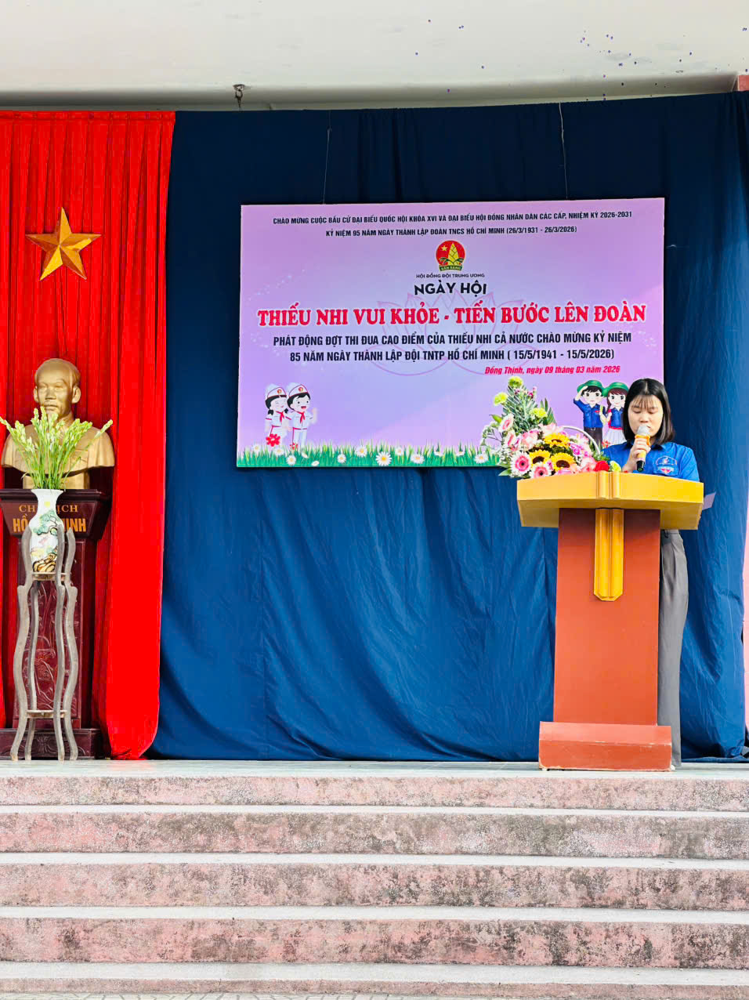 CHÀO MỪNG CUỘC BẦU CỬ ĐẠI BIỂU QUỐC HỘI KHÓA XVI VÀ ĐẠI BIỂU HỘI ĐỒNG NHÂN DÂN CÁC CẤP, NHIỆM KỲ 2026-2031
KỶ NIỆM 95 NĂM NGÀY THÀNH LẬP ĐOÀN TNCS HỒ CHÍ MINH (26/3/1931 - 26/3/2026)
SẴN SÀNG
HỘI ĐỒNG ĐỘI TRUNG ƯƠNG
NGÀY HỘI
THIẾU NHI VUI KHỎE - TIẾN BƯỚC LÊN ĐOÀN
PHÁT ĐỘNG ĐỢT THI ĐUA CAO ĐIỂM CỦA THIẾU NHI CẢ NƯỚC CHÀO MỪNG KỶ NIỆM
85 NĂM NGÀY THÀNH LẬP ĐỘI TNTP HỒ CHÍ MINH ( 15/5/1941 - 15/5/2026)
Đồng Thịnh, ngày 09 tháng 03 năm 2026
HỒ